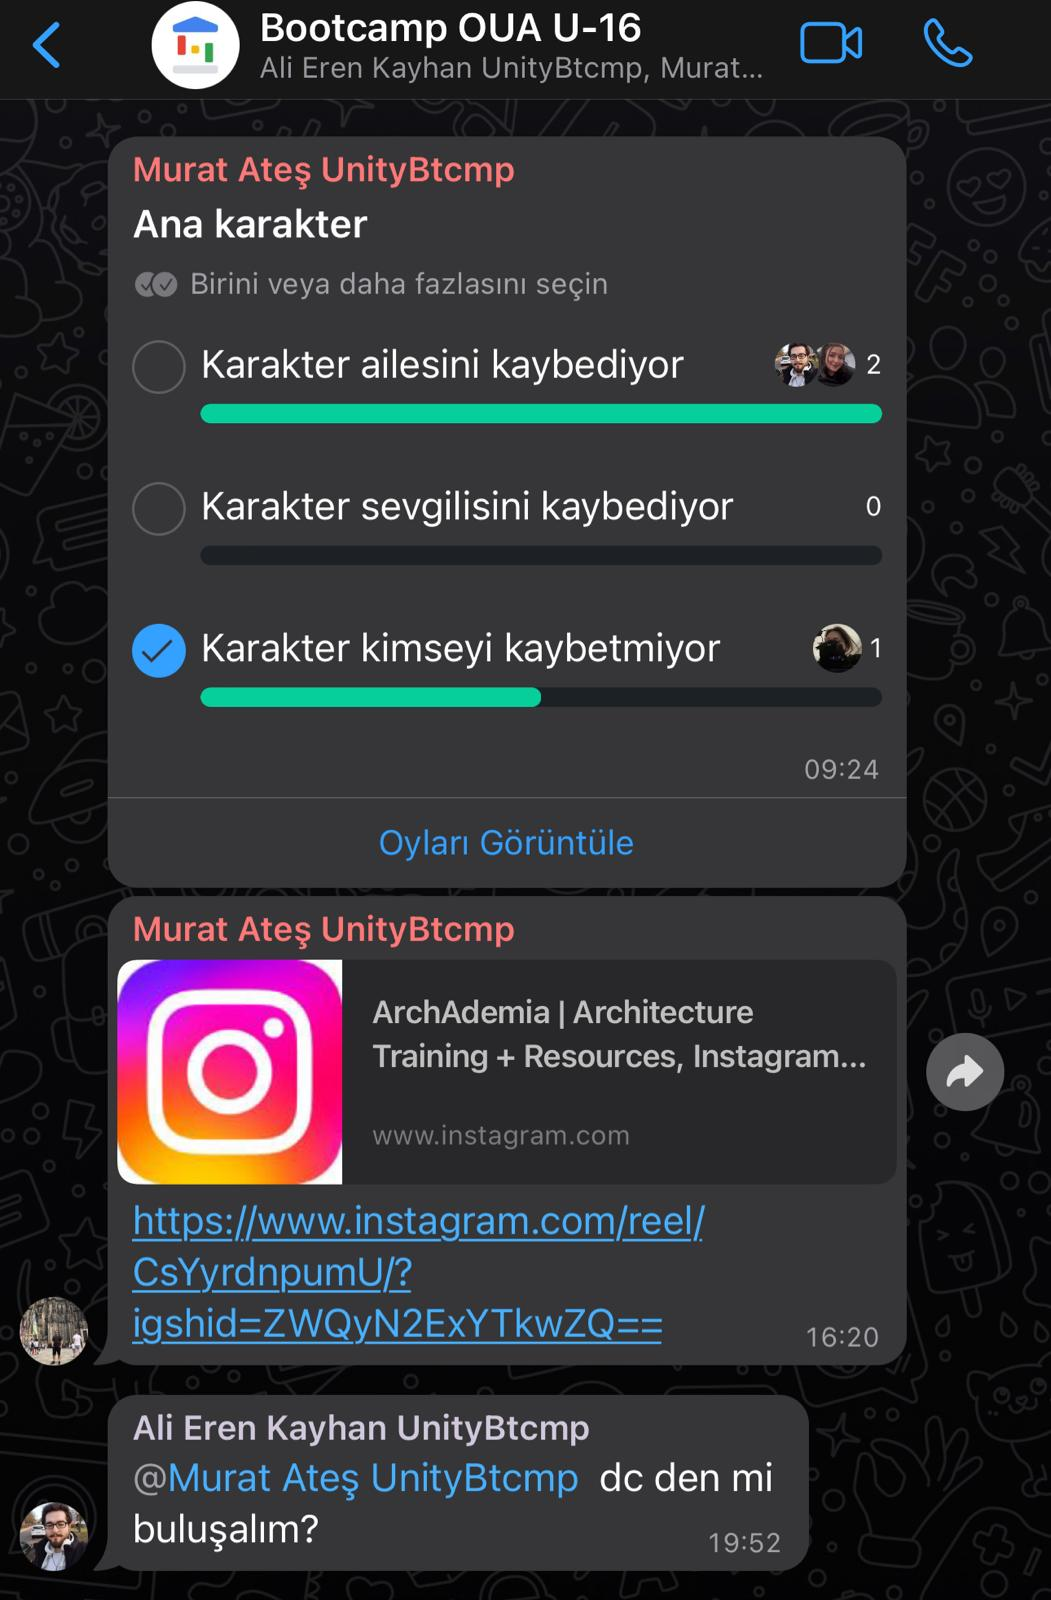 Bootcamp OUA U-16
Ali Eren Kayhan UnityBtcmp, Murat...
Murat Ateş UnityBtcmp
Ana karakter
Birini veya daha fazlasını seçin
Karakter ailesini kaybediyor 2
Karakter sevgilisini kaybediyor 0
Karakter kimseyi kaybetmiyor 1
09:24
Oyları Görüntüle
Murat Ateş UnityBtcmp
ArchAdemia | Architecture
Training + Resources, Instagram...
www.instagram.com
https://www.instagram.com/reel/
CsYyrdnpumU/?
igshid=ZWQyN2ExYTkwZQ==
16:20
Ali Eren Kayhan UnityBtcmp
@Murat Ateş UnityBtcmp dc den mi
buluşalım?
19:52